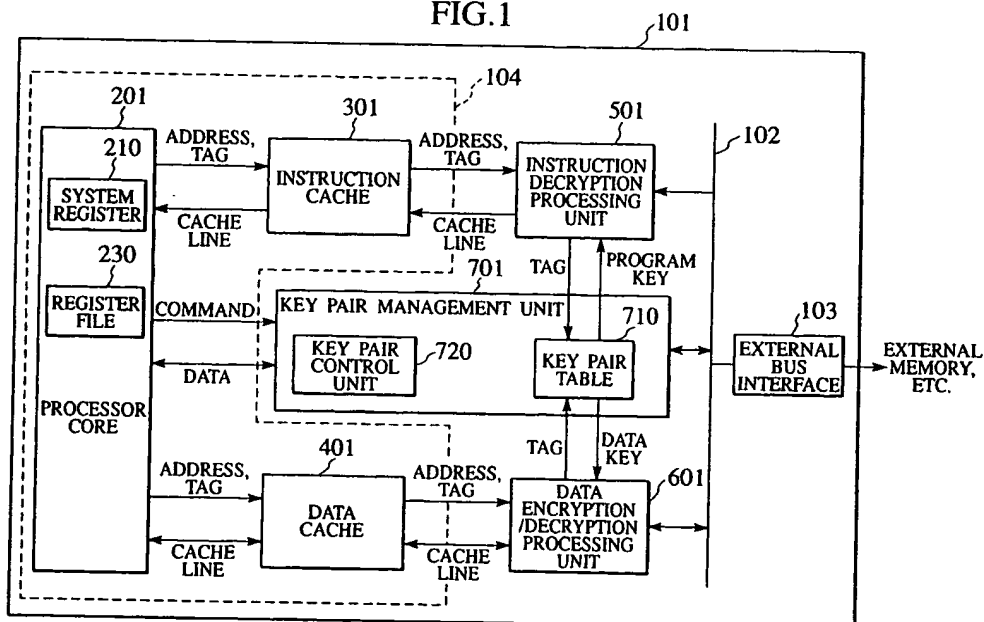 FIG.1
101
104
201
301
501
102
210
ADDRESS,
TAG
ADDRESS,
TAG
SYSTEM
REGISTER
INSTRUCTION
CACHE
INSTRUCTION
DECRYPTION
PROCESSING
UNIT
CACHE
LINE
CACHE
LINE
230
701
TAG
PROGRAM
KEY
REGISTER
FILE
COMMAND
KEY PAIR MANAGEMENT UNIT
710
103
KEY PAIR
CONTROL
UNIT
720
KEY PAIR
TABLE
EXTERNAL
BUS
INTERFACE
EXTERNAL
MEMORY,
ETC.
DATA
PROCESSOR
CORE
TAG
DATA
KEY
401
601
ADDRESS,
TAG
ADDRESS,
TAG
DATA
CACHE
DATA
ENCRYPTION
/DECRYPTION
PROCESSING
UNIT
CACHE
LINE
CACHE
LINE